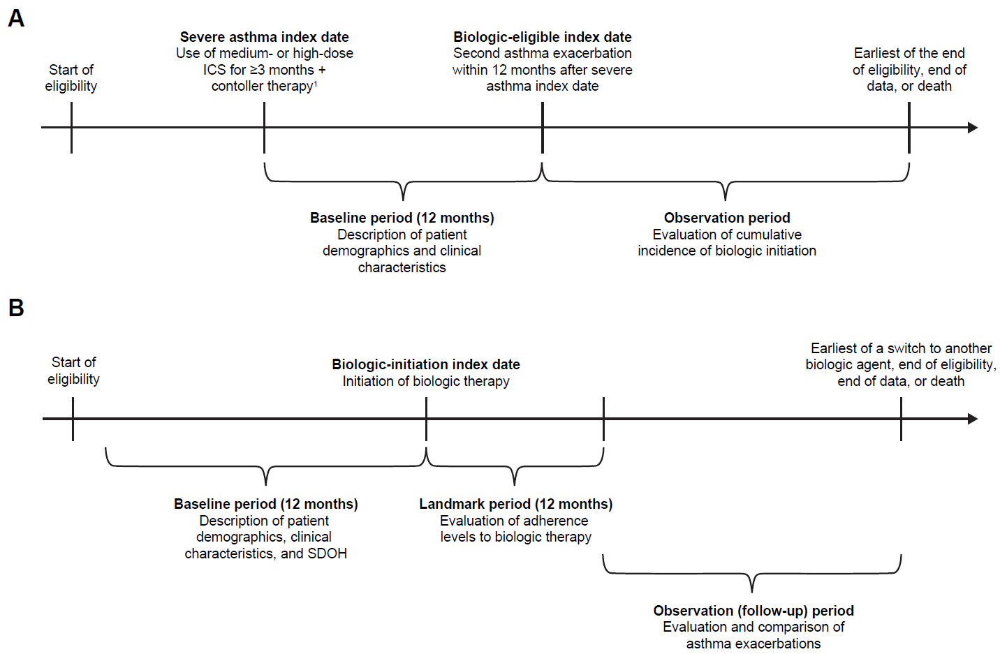 A
Start of
eligibility
Severe asthma index date
Use of medium- or high-dose
ICS for ≥3 months +
contoller therapy¹
Biologic-eligible index date
Second asthma exacerbation
within 12 months after severe
asthma index date
Earliest of the end
of eligibility, end of
data, or death
Baseline period (12 months)
Description of patient
demographics and clinical
characteristics
Observation period
Evaluation of cumulative
incidence of biologic initiation
B
Start of
eligibility
Biologic-initiation index date
Initiation of biologic therapy
Earliest of a switch to another
biologic agent, end of eligibility,
end of data, or death
Baseline period (12 months)
Description of patient
demographics, clinical
characteristics, and SDOH
Landmark period (12 months)
Evaluation of adherence
levels to biologic therapy
Observation (follow-up) period
Evaluation and comparison of
asthma exacerbations